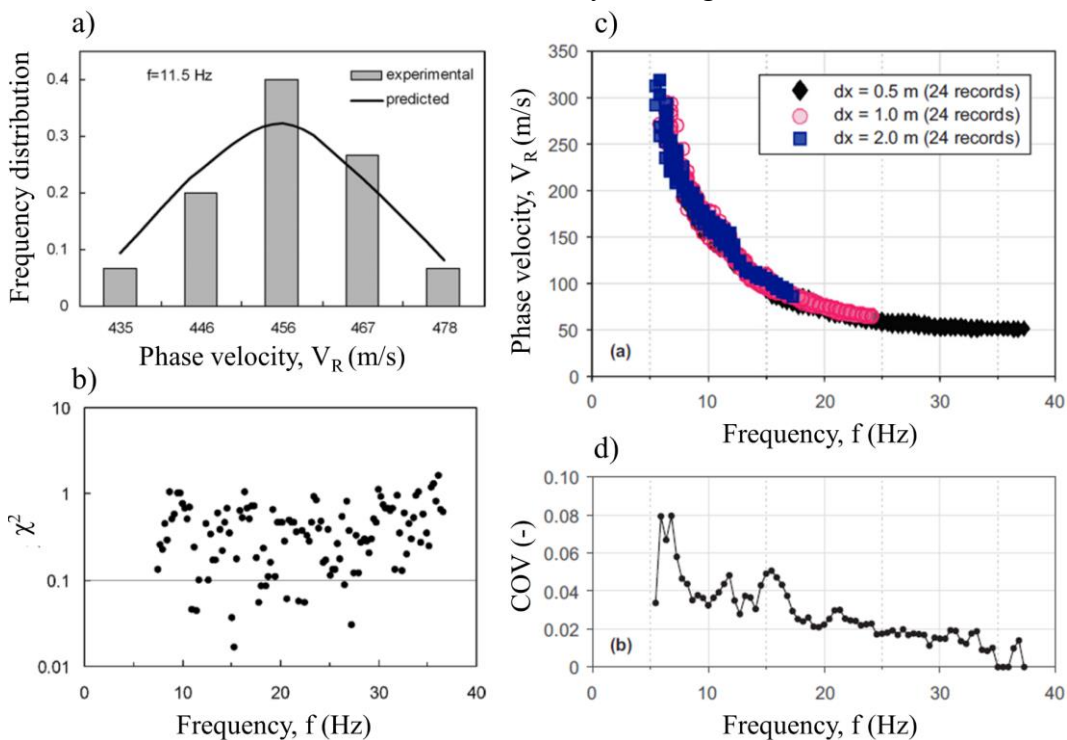 a)
Frequency distribution
0.4
0.3
0.2
0.1
0
f=11.5 Hz
experimental
predicted
435 446 456 467 478
Phase velocity, V_R (m/s)
b)
χ²
10
1
0.1
0.01
0 10 20 30 40
Frequency, f (Hz)
c)
Phase velocity, V_R (m/s)
350
300
250
200
150
100
50
0
dx = 0.5 m (24 records)
dx = 1.0 m (24 records)
dx = 2.0 m (24 records)
(a)
0 10 20 30 40
Frequency, f (Hz)
d)
COV (-)
0.10
0.08
0.06
0.04
0.02
0
(b)
0 10 20 30 40
Frequency, f (Hz)